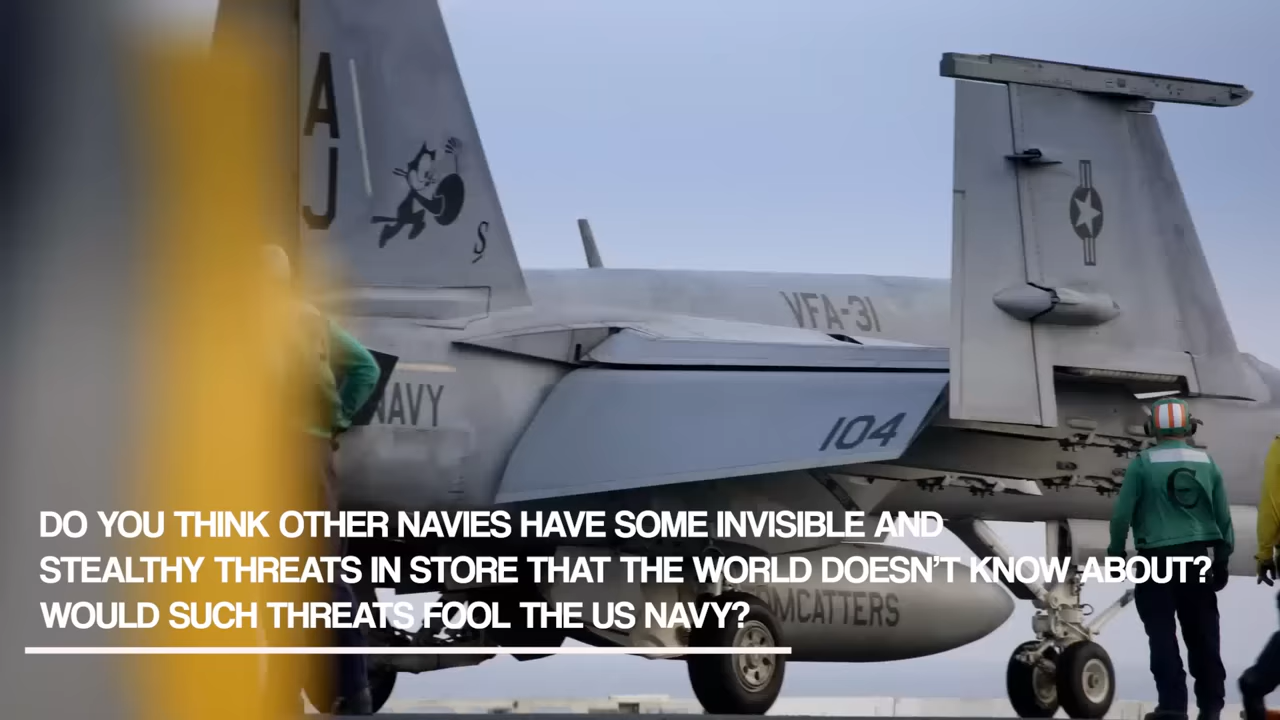 A
J
S
VFA-31
NAVY
104
DO YOU THINK OTHER NAVIES HAVE SOME INVISIBLE AND
STEALTHY THREATS IN STORE THAT THE WORLD DOESN'T KNOW ABOUT?
WOULD SUCH THREATS FOOL THE US NAVY?
OMCATTERS
C